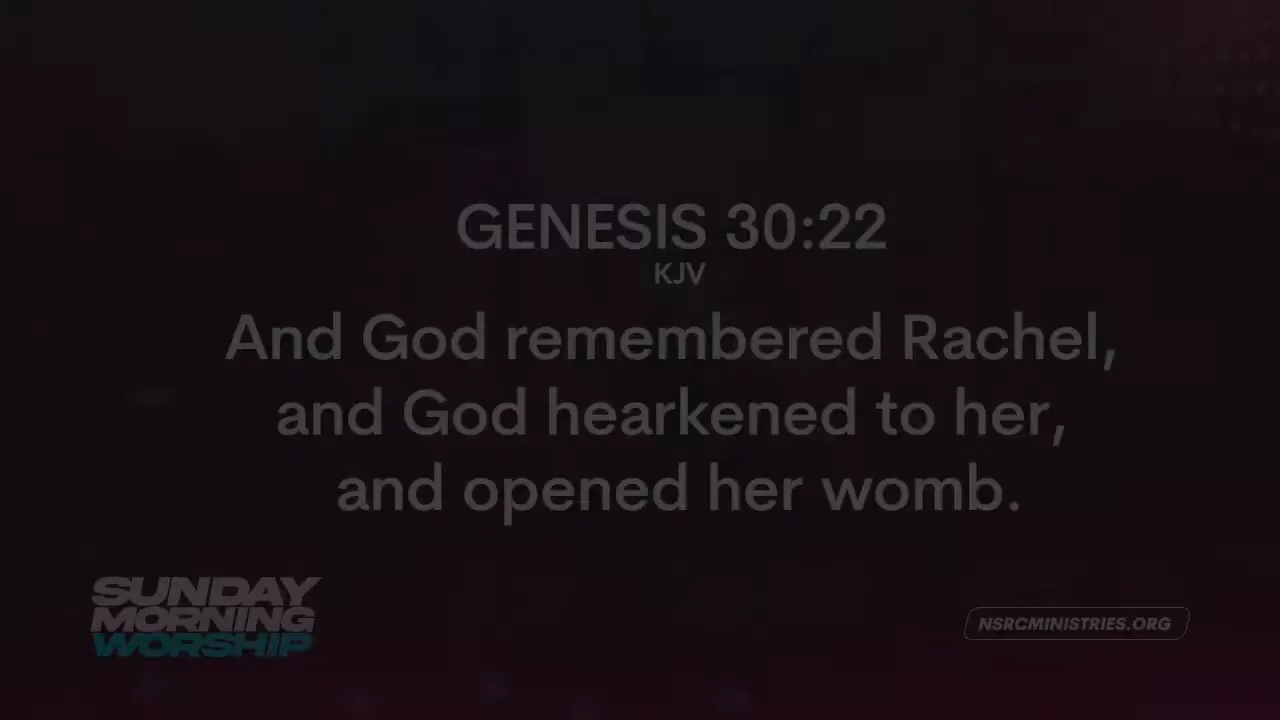 GENESIS 30:22
KJV
And God remembered Rachel,
and God hearkened to her,
and opened her womb.
SUNDAY
MORNING
WORSHIP
NSRCMINISTRIES.ORG